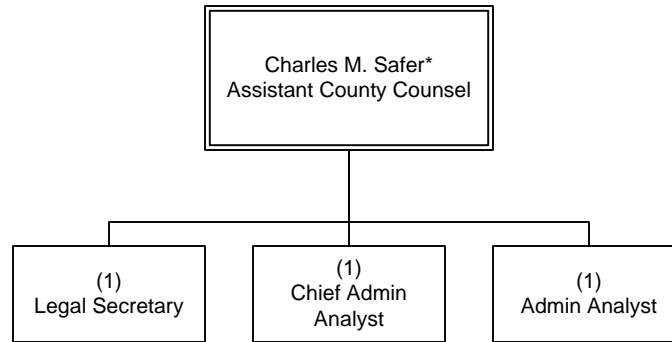 Charles M. Safer*
Assistant County Counsel
(1)
Legal Secretary
(1)
Chief Admin
Analyst
(1)
Admin Analyst